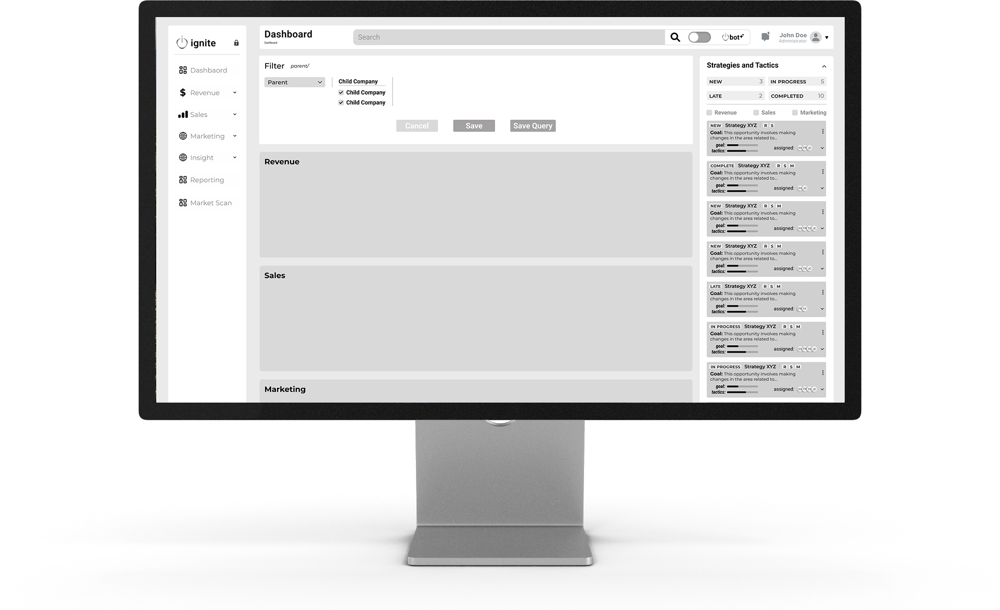 ignite
Dashbaord
Revenue
Sales
Marketing
Insight
Reporting
Market Scan
Dashboard
Dashboard
Search
bot
3
John Doe
Administrator
Filter parent/
Parent
Child Company
Child Company
Child Company
Cancel Save Save Query
Revenue
Sales
Marketing
Strategies and Tactics
NEW 3 IN PROGRESS 5
LATE 2 COMPLETED 10
Revenue Sales Marketing
NEW Strategy XYZ R S
Goal: This opportunity involves making
changes in the area related to...
goal:
tactics: assigned: SH FR JC
COMPLETE Strategy XYZ R S M
Goal: This opportunity involves making
changes in the area related to...
goal:
tactics: assigned: SH JC
NEW Strategy XYZ R S M
Goal: This opportunity involves making
changes in the area related to...
goal:
tactics: assigned: SH FR TF JC
NEW Strategy XYZ R S M
Goal: This opportunity involves making
changes in the area related to...
goal:
tactics: assigned: SH TF JC
LATE Strategy XYZ R S M
Goal: This opportunity involves making
changes in the area related to...
goal:
tactics: assigned: FR TF
IN PROGRESS Strategy XYZ R S M
Goal: This opportunity involves making
changes in the area related to...
goal:
tactics: assigned: SH FR TF JC
IN PROGRESS Strategy XYZ R S M
Goal: This opportunity involves making
changes in the area related to...
goal:
tactics: assigned: SH FR TF JC